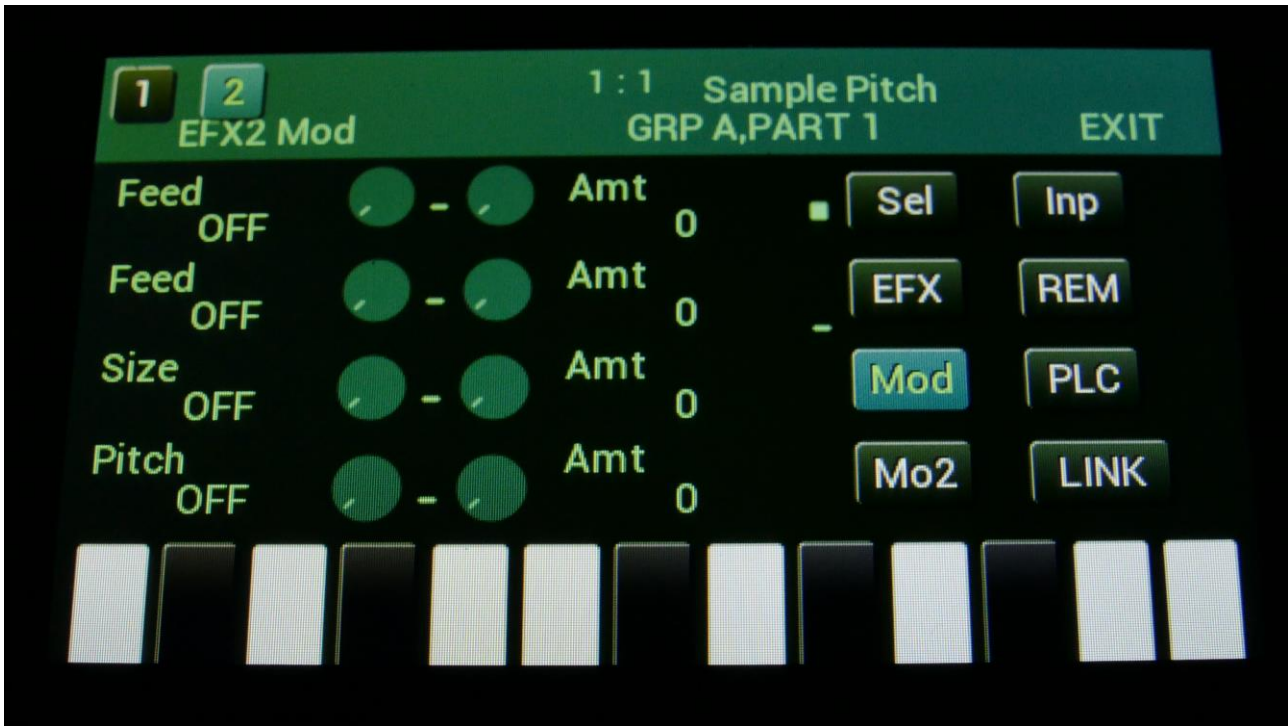 1 2 1 : 1 Sample Pitch
EFX2 Mod GRP A,PART 1 EXIT
Feed Amt Sel Inp
OFF - 0
Feed Amt EFX REM
OFF - 0
Size Amt Mod PLC
OFF - 0
Pitch Amt Mo2 LINK
OFF - 0